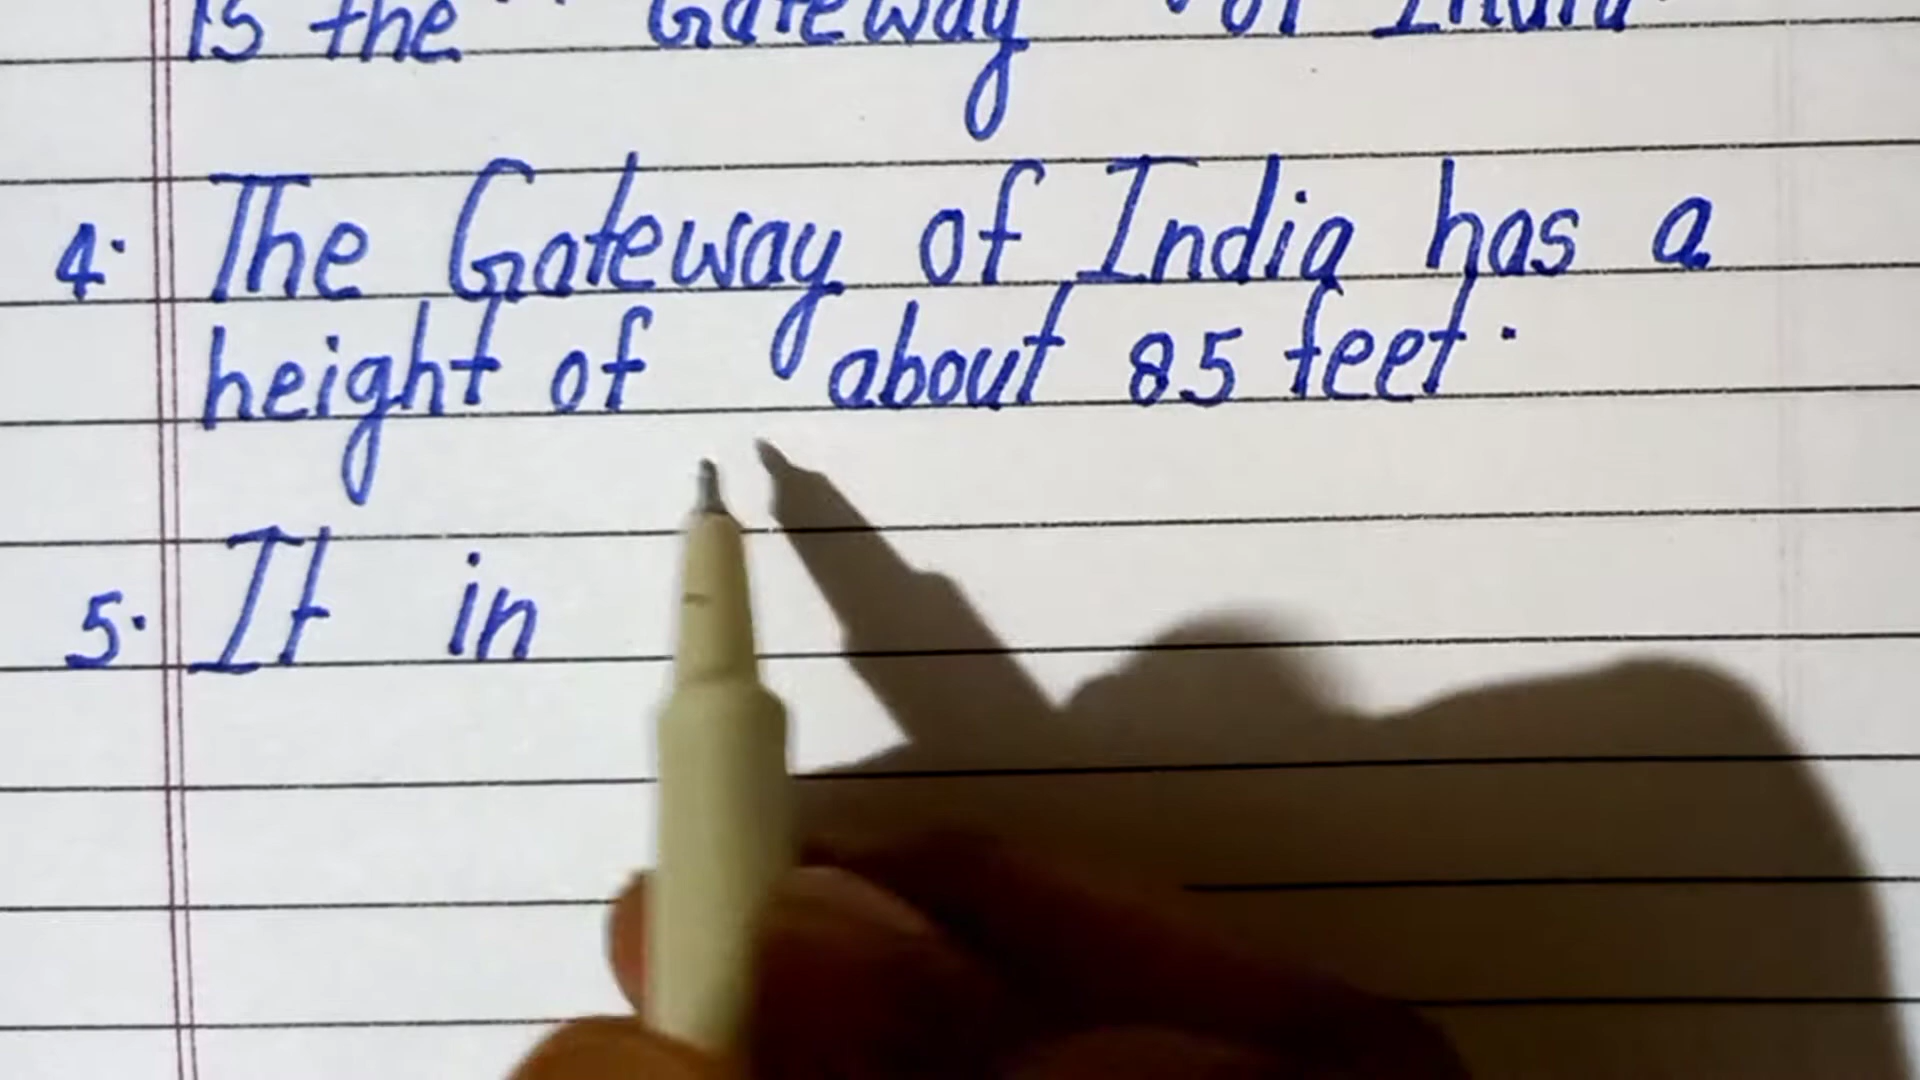 is the " Gateway " of India
4. The Gateway of India has a
height of about 85 feet.
5. It in